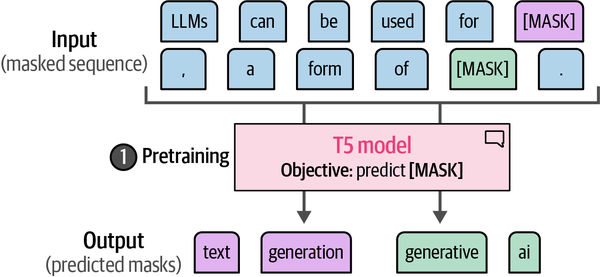 Input
(masked sequence)
LLMs can be used for [MASK]
, a form of [MASK] .
1 Pretraining
T5 model
Objective: predict [MASK]
Output
(predicted masks)
text generation generative ai